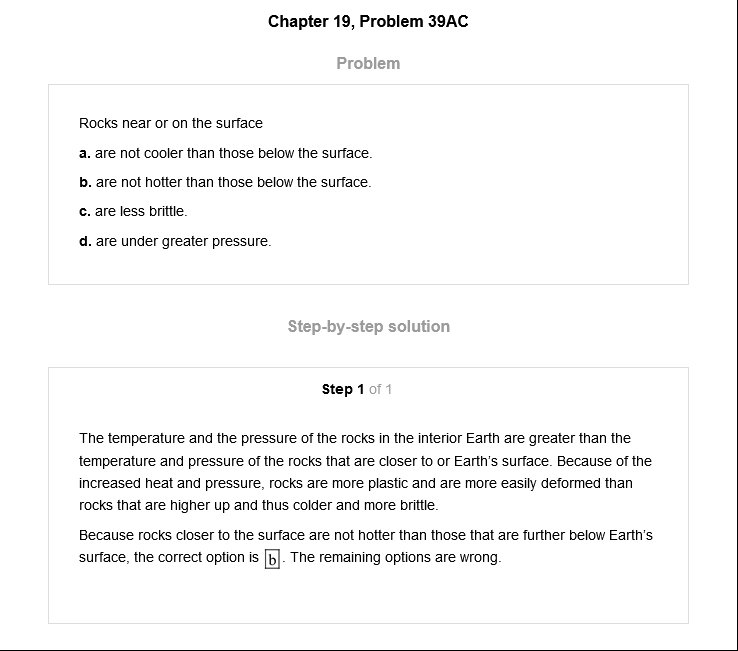 Chapter 19, Problem 39AC
Problem
Rocks near or on the surface
a. are not cooler than those below the surface.
b. are not hotter than those below the surface.
c. are less brittle.
d. are under greater pressure.
Step-by-step solution
Step 1 of 1
The temperature and the pressure of the rocks in the interior Earth are greater than the
temperature and pressure of the rocks that are closer to or Earth's surface. Because of the
increased heat and pressure, rocks are more plastic and are more easily deformed than
rocks that are higher up and thus colder and more brittle.
Because rocks closer to the surface are not hotter than those that are further below Earth's
surface, the correct option is b. The remaining options are wrong.